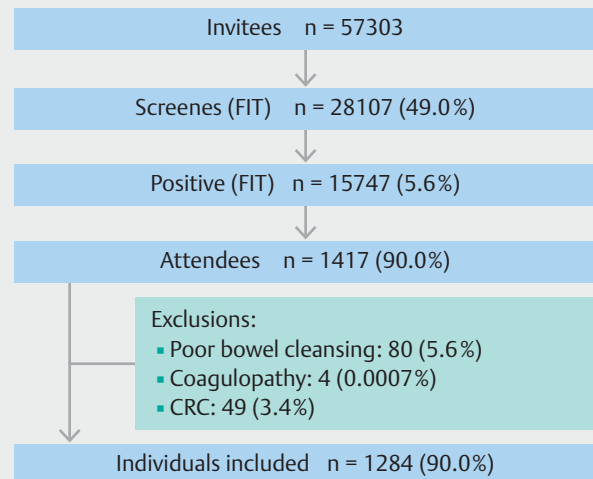 Invitees n = 57303
Screenes (FIT) n = 28107 (49.0%)
Positive (FIT) n = 15747 (5.6%)
Attendees n = 1417 (90.0%)
Exclusions:
▪ Poor bowel cleansing: 80 (5.6%)
▪ Coagulopathy: 4 (0.0007%)
▪ CRC: 49 (3.4%)
Individuals included n = 1284 (90.0%)